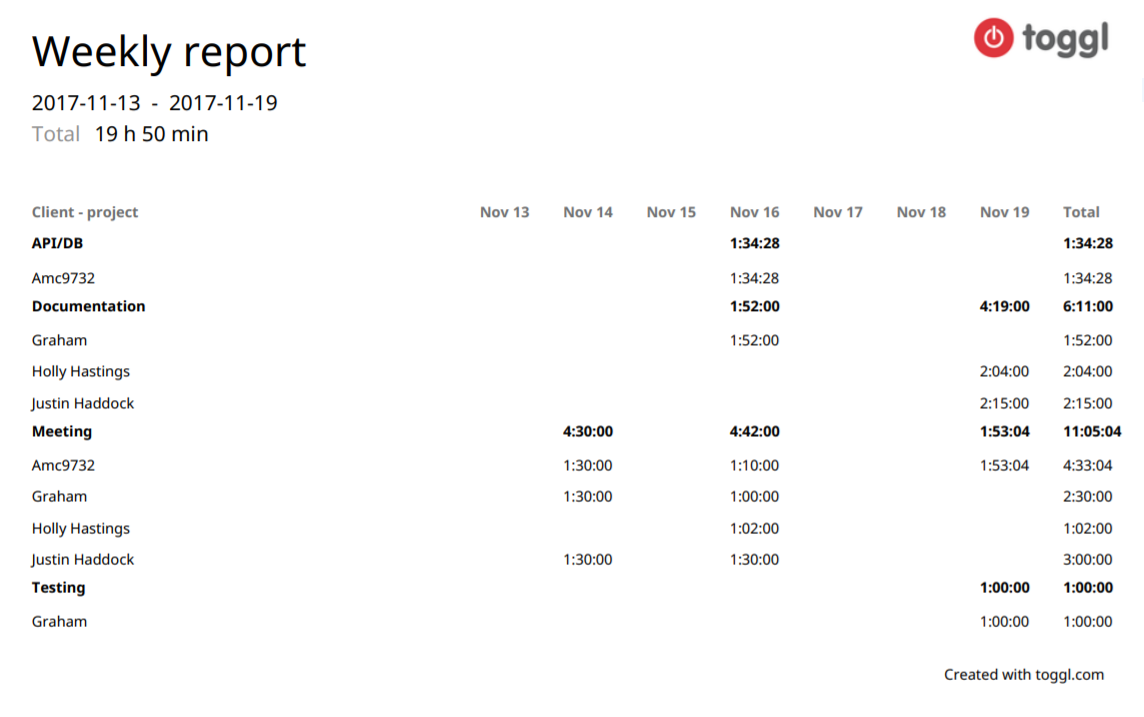 Weekly report
toggl
2017-11-13 - 2017-11-19
Total 19 h 50 min
Client - project Nov 13 Nov 14 Nov 15 Nov 16 Nov 17 Nov 18 Nov 19 Total
API/DB 1:34:28 1:34:28
Amc9732 1:34:28 1:34:28
Documentation 1:52:00 4:19:00 6:11:00
Graham 1:52:00 1:52:00
Holly Hastings 2:04:00 2:04:00
Justin Haddock 2:15:00 2:15:00
Meeting 4:30:00 4:42:00 1:53:04 11:05:04
Amc9732 1:30:00 1:10:00 1:53:04 4:33:04
Graham 1:30:00 1:00:00 2:30:00
Holly Hastings 1:02:00 1:02:00
Justin Haddock 1:30:00 1:30:00 3:00:00
Testing 1:00:00 1:00:00
Graham 1:00:00 1:00:00
Created with toggl.com